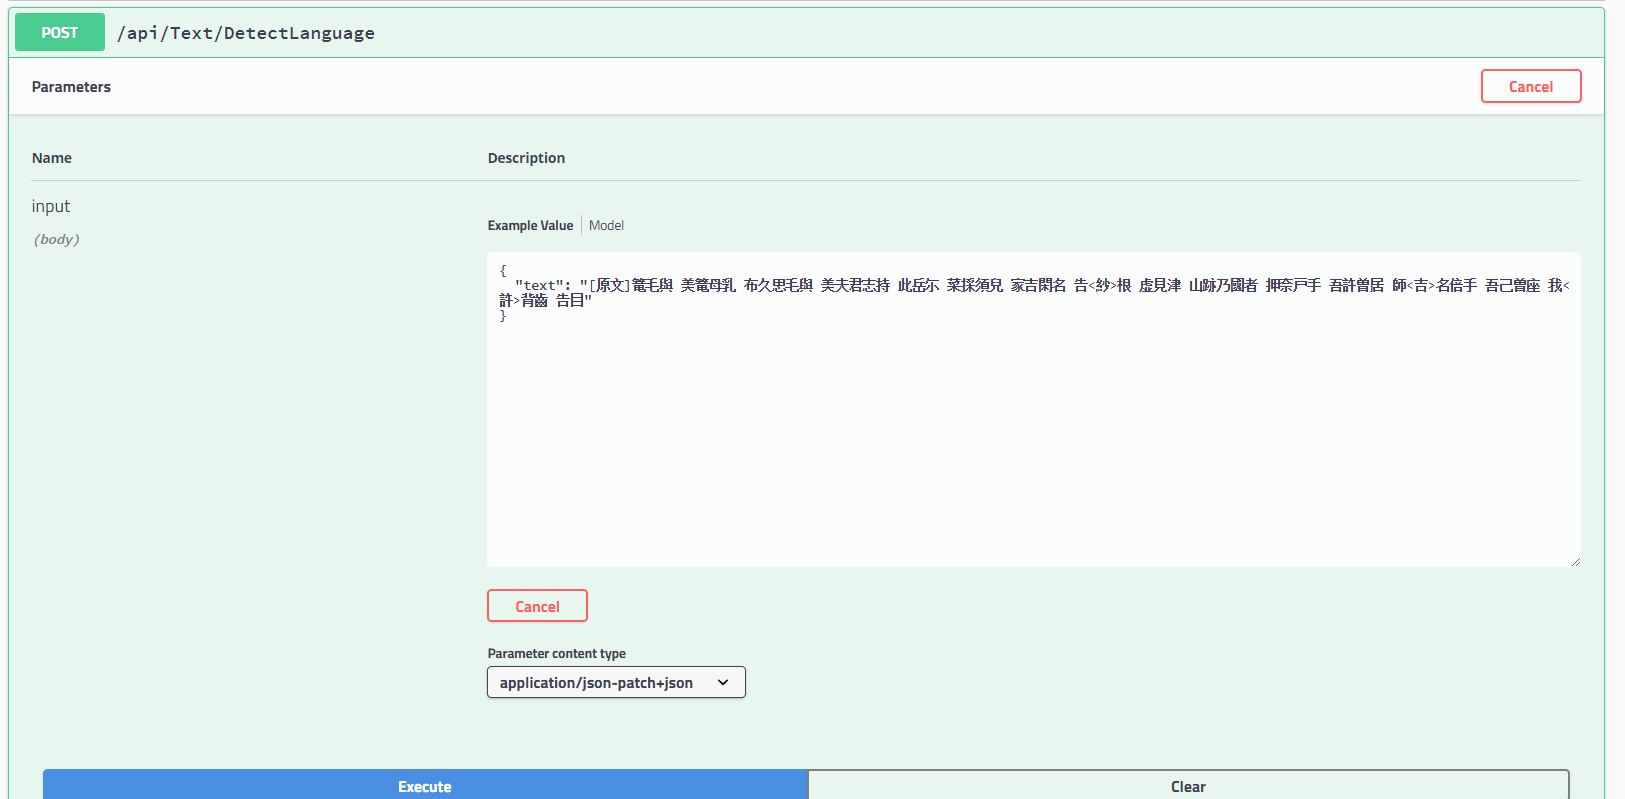 POST /api/Text/DetectLanguage
Parameters
Cancel
Name
Description
input
(body)
Example Value
Model
{
"text": "[原文]篭毛與 美篭母乳 布久思毛與 美夫君志持 此岳尓 菜採須兒 家吉閑名 告<紗>根 虚見津 山跡乃國者 押奈戸手 吾許曽居 師<吉>名倍手 吾己曽座 我<
許>背齒 告目"
}
Cancel
Parameter content type
application/json-patch+json
Execute
Clear